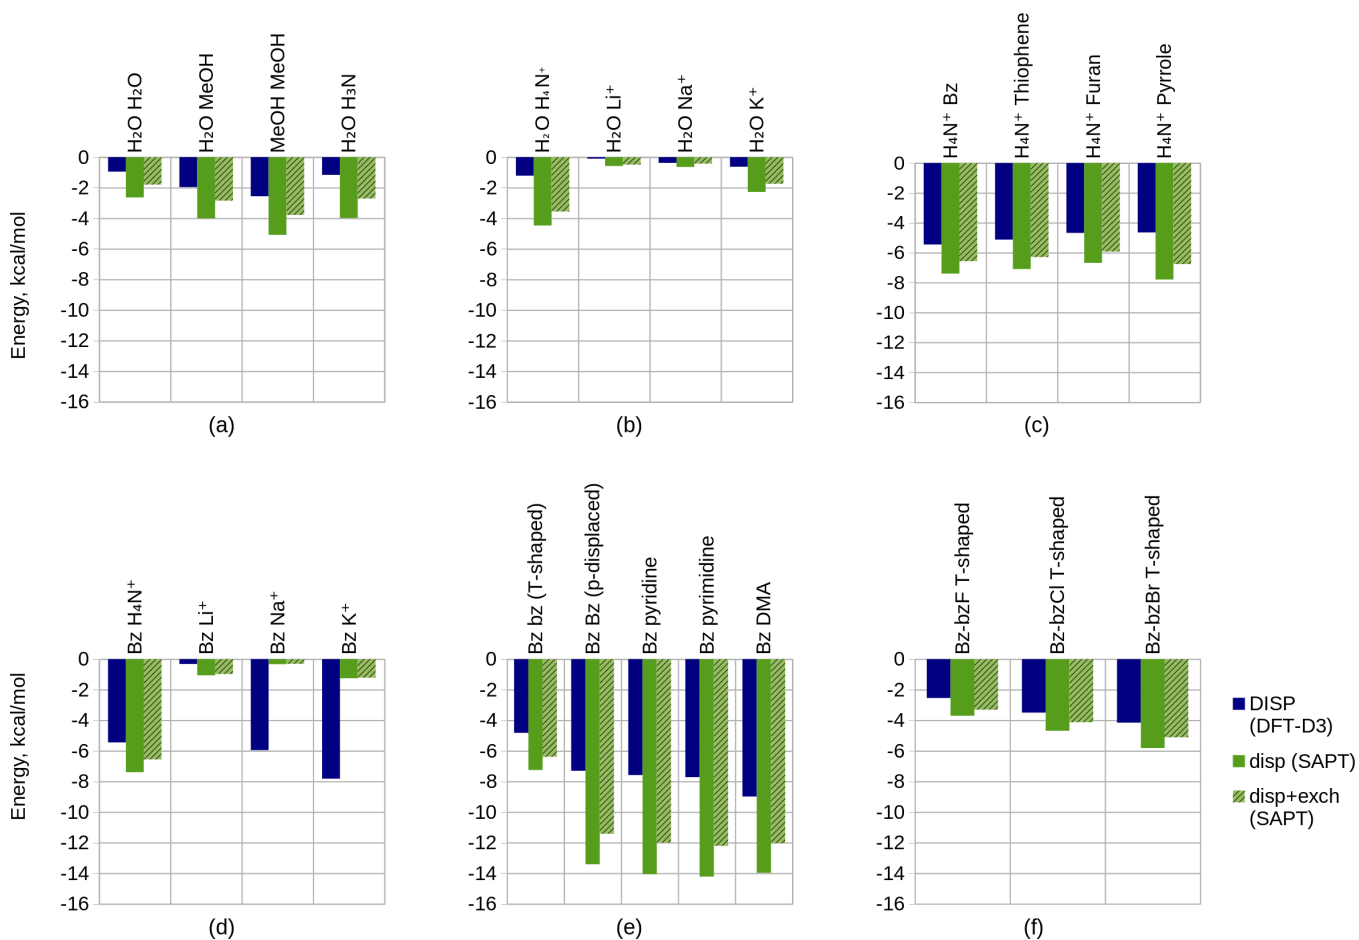 H₂O H₂O
H₂O MeOH
MeOH MeOH
H₂O H₃N
0
-2
-4
-6
-8
-10
-12
-14
-16
Energy, kcal/mol
(a)
H₂O H₄N⁺
H₂O Li⁺
H₂O Na⁺
H₂O K⁺
0
-2
-4
-6
-8
-10
-12
-14
-16
(b)
H₄N⁺ Bz
H₄N⁺ Thiophene
H₄N⁺ Furan
H₄N⁺ Pyrrole
0
-2
-4
-6
-8
-10
-12
-14
-16
(c)
Bz H₄N⁺
Bz Li⁺
Bz Na⁺
Bz K⁺
0
-2
-4
-6
-8
-10
-12
-14
-16
Energy, kcal/mol
(d)
Bz bz (T-shaped)
Bz Bz (p-displaced)
Bz pyridine
Bz pyrimidine
Bz DMA
0
-2
-4
-6
-8
-10
-12
-14
-16
(e)
Bz-bzF T-shaped
Bz-bzCl T-shaped
Bz-bzBr T-shaped
0
-2
-4
-6
-8
-10
-12
-14
-16
(f)
DISP
(DFT-D3)
disp (SAPT)
disp+exch
(SAPT)